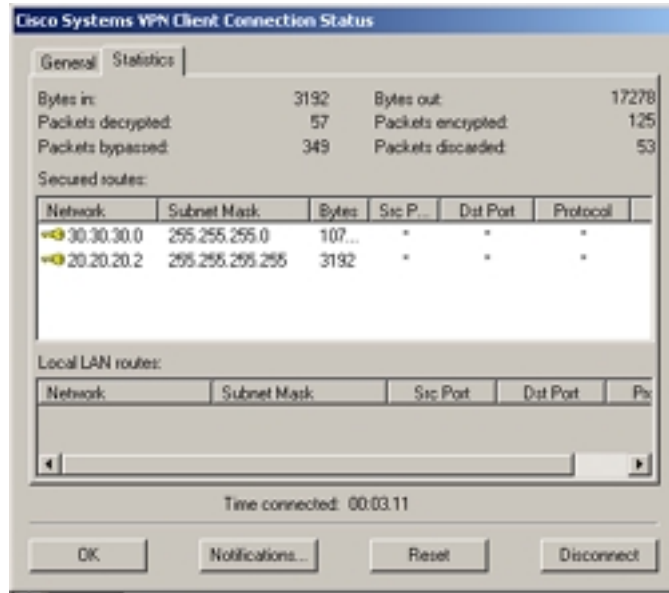 Cisco Systems VPN Client Connection Status
General Statistics
Bytes in: 3192 Bytes out: 17278
Packets decrypted: 57 Packets encrypted: 125
Packets bypassed: 349 Packets discarded: 53
Secured routes:
Network Subnet Mask Bytes Src P... Dst Port Protocol
30.30.30.0 255.255.255.0 107... * * *
20.20.20.2 255.255.255.255 3192 * * *
Local LAN routes:
Network Subnet Mask Src Port Dst Port Pro
Time connected: 00:03.11
OK Notifications... Reset Disconnect